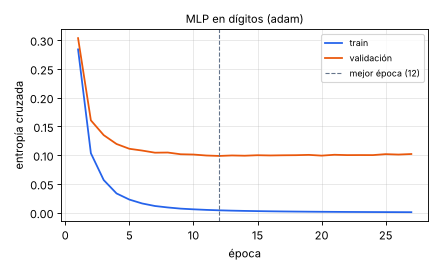 MLP en dígitos (adam)
train
validación
mejor época (12)
entropía cruzada
0.30
0.25
0.20
0.15
0.10
0.05
0.00
0 5 10 15 20 25
época